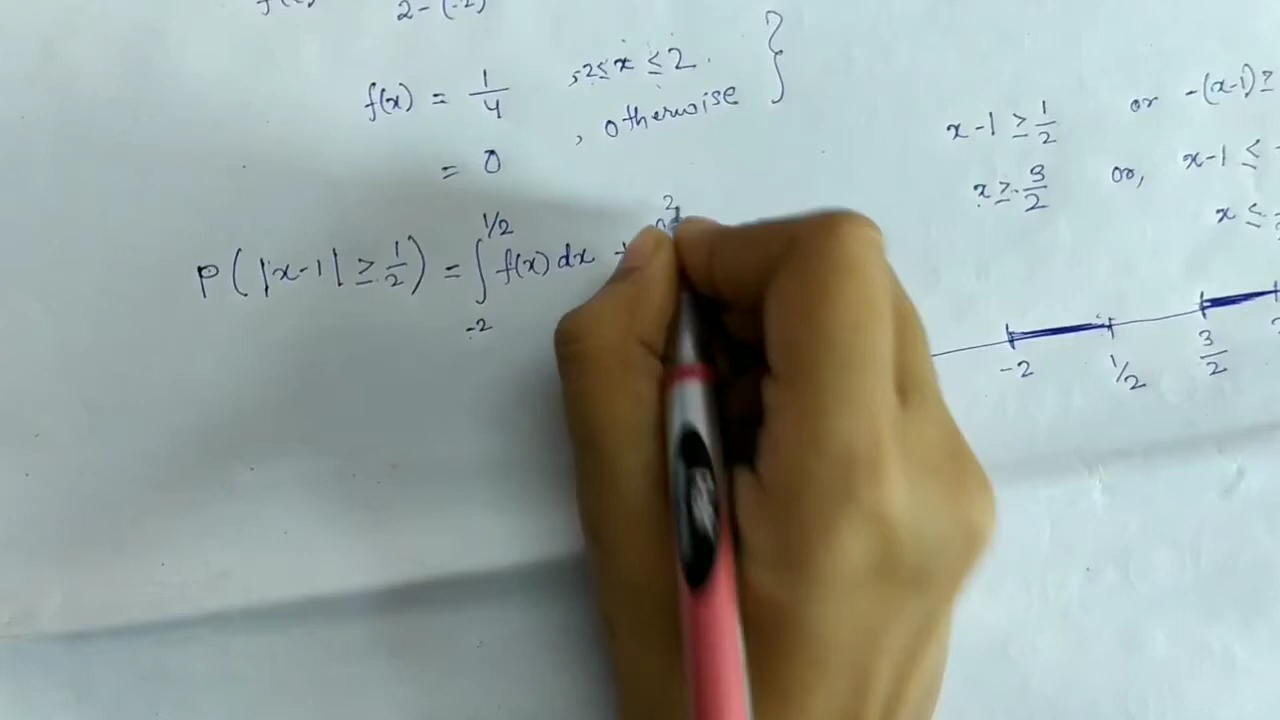 2-(-2)
f(x) = 1/4 , -2 ≤ x ≤ 2. }
= 0 , otherwise
P(|x-1| ≥ 1/2) = ∫_{-2}^{1/2} f(x) dx + ∫^2
x-1 ≥ 1/2 or -(x-1) ≥
x ≥ 3/2 or, x-1 ≤ -
x ≤
-2 1/2 3/2